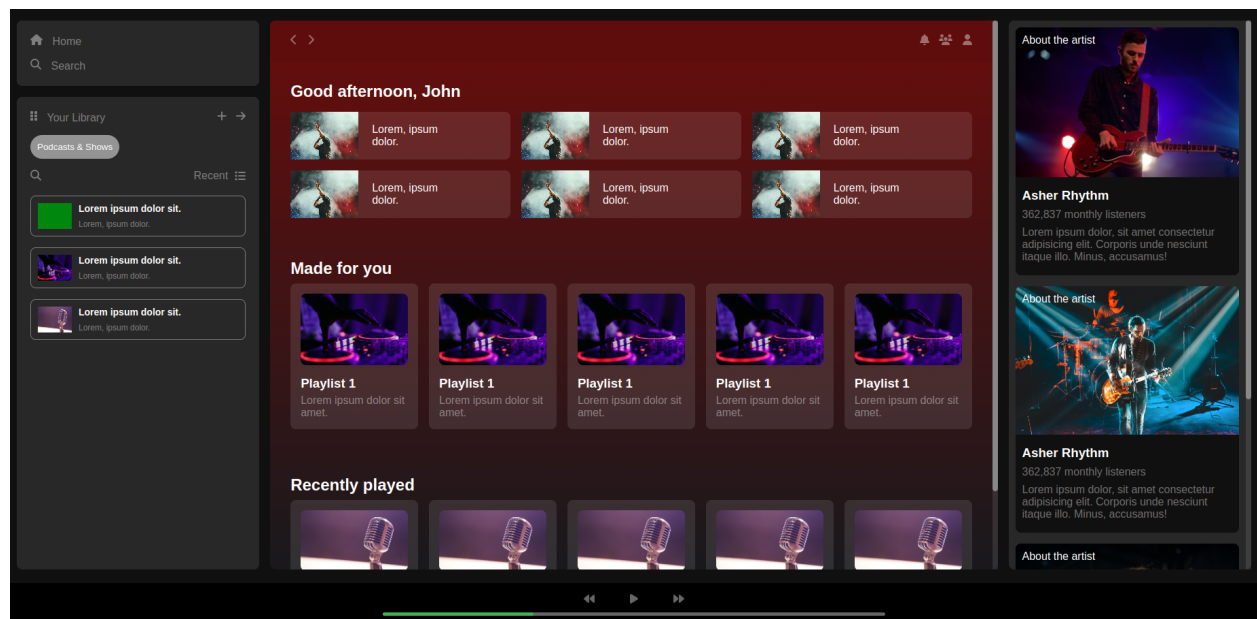 Home
Search
Your Library
Podcasts & Shows
Recent
Lorem ipsum dolor sit.
Lorem, ipsum dolor.
Lorem ipsum dolor sit.
Lorem, ipsum dolor.
Lorem ipsum dolor sit.
Lorem, ipsum dolor.
Good afternoon, John
Lorem, ipsum
dolor.
Lorem, ipsum
dolor.
Lorem, ipsum
dolor.
Lorem, ipsum
dolor.
Lorem, ipsum
dolor.
Lorem, ipsum
dolor.
Made for you
Playlist 1
Lorem ipsum dolor sit
amet.
Playlist 1
Lorem ipsum dolor sit
amet.
Playlist 1
Lorem ipsum dolor sit
amet.
Playlist 1
Lorem ipsum dolor sit
amet.
Playlist 1
Lorem ipsum dolor sit
amet.
Recently played
About the artist
Asher Rhythm
362,837 monthly listeners
Lorem ipsum dolor, sit amet consectetur
adipisicing elit. Corporis unde nesciunt
itaque illo. Minus, accusamus!
About the artist
Asher Rhythm
362,837 monthly listeners
Lorem ipsum dolor, sit amet consectetur
adipisicing elit. Corporis unde nesciunt
itaque illo. Minus, accusamus!
About the artist